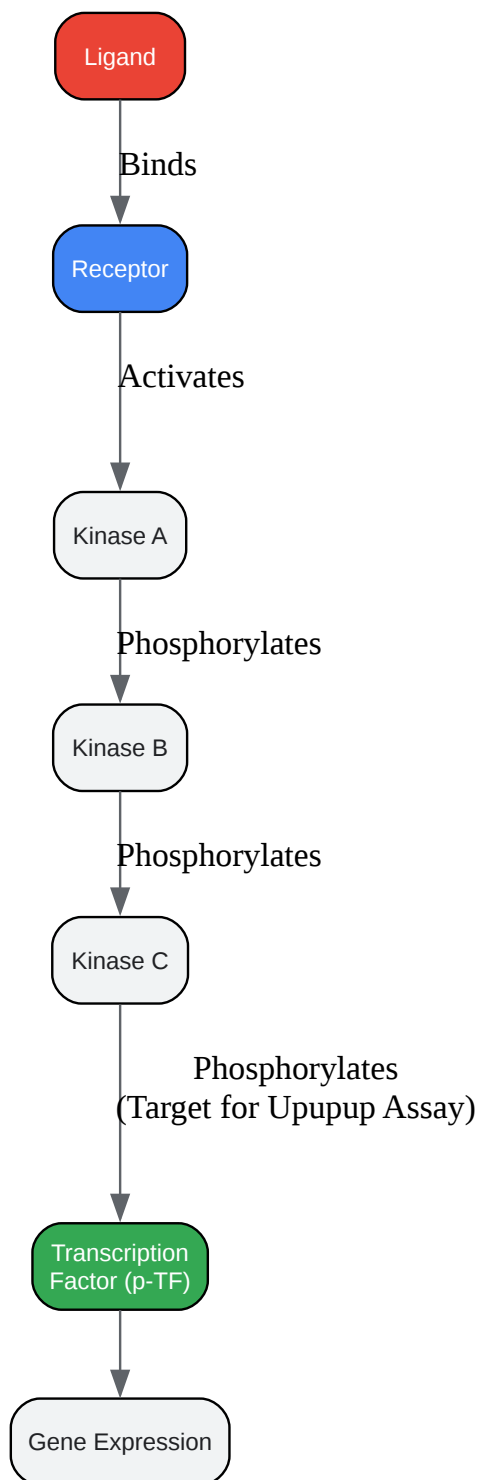 Ligand
Binds
Receptor
Activates
Kinase A
Phosphorylates
Kinase B
Phosphorylates
Kinase C
Phosphorylates
(Target for Upupup Assay)
Transcription
Factor (p-TF)
Gene Expression